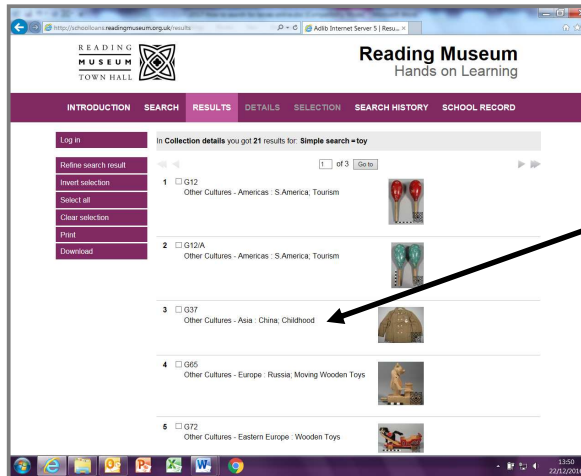 http://schoolloans.readingmuseum.org.uk/results
Adlib Internet Server 5 | Resu...
READING
MUSEUM
TOWN HALL
Reading Museum
Hands on Learning
INTRODUCTION SEARCH RESULTS DETAILS SELECTION SEARCH HISTORY SCHOOL RECORD
Log in
Refine search result
Invert selection
Select all
Clear selection
Print
Download
In Collection details you got 21 results for: Simple search = toy
1 of 3 Go to
1 G12
Other Cultures - Americas : S.America; Tourism
2 G12/A
Other Cultures - Americas : S.America; Tourism
3 G37
Other Cultures - Asia : China; Childhood
4 G65
Other Cultures - Europe : Russia; Moving Wooden Toys
5 G72
Other Cultures - Eastern Europe : Wooden Toys
13:50